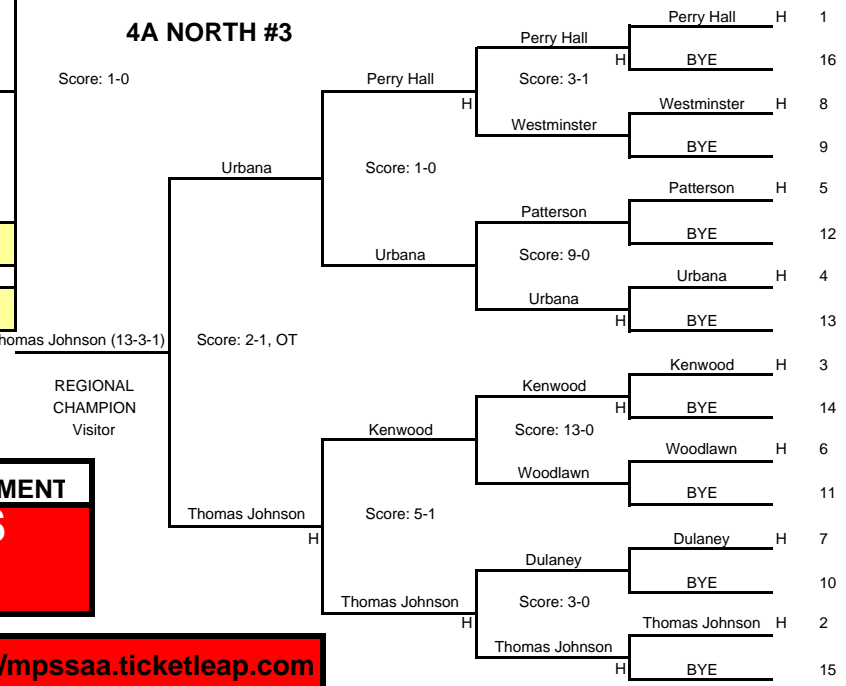 4A NORTH #3
Score: 1-0
Perry Hall H 1
BYE 16
Westminster H 8
BYE 9
Patterson H 5
BYE 12
Urbana H 4
BYE 13
Kenwood H 3
BYE 14
Woodlawn H 6
BYE 11
Dulaney H 7
BYE 10
Thomas Johnson H 2
BYE 15
Perry Hall
H
Score: 3-1
Westminster
Patterson
Score: 9-0
Urbana
H
Kenwood
H
Score: 13-0
Woodlawn
Dulaney
Score: 3-0
Thomas Johnson
H
Perry Hall
H
Score: 1-0
Urbana
Kenwood
Score: 5-1
Thomas Johnson
H
Urbana
Score: 2-1, OT
Thomas Johnson
H
homas Johnson (13-3-1)
REGIONAL
CHAMPION
Visitor
MENT
S
/mpssaa.ticketleap.com